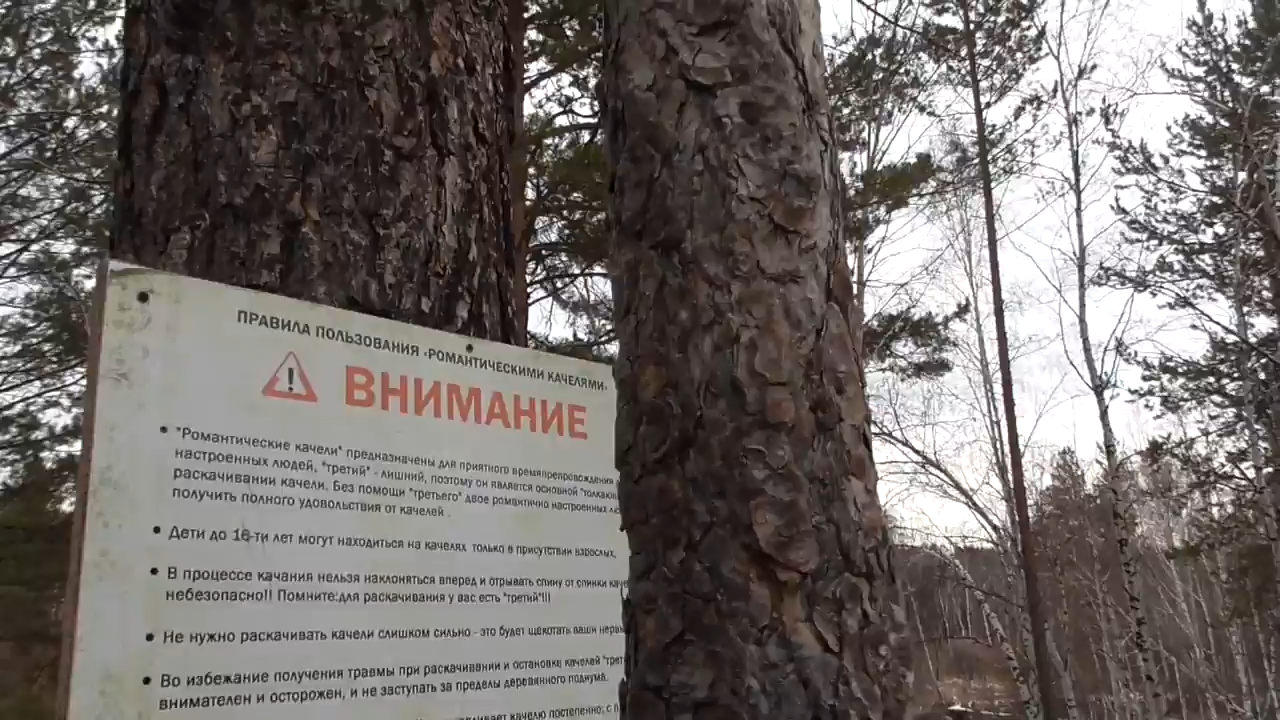 ПРАВИЛА ПОЛЬЗОВАНИЯ «РОМАНТИЧЕСКИМИ КАЧЕЛЯМИ»
ВНИМАНИЕ
• "Романтические качели" предназначены для приятного времяпрепровождения
настроенных людей, "третий" - лишний, поэтому он является основной
раскачивании качели. Без помощи "третьего" двое романтично настроенных
получить полного удовольствия от качелей.
• Дети до 16-ти лет могут находиться на качелях только в присутствии взрослых,
• В процессе качания нельзя наклоняться вперед и отрывать спину от спинки
небезопасно!! Помните:для раскачивания у вас есть "третий"!!!
• Не нужно раскачивать качели слишком сильно - это будет щекотать ваши
• Во избежание получения травмы при раскачивании и остановке качелей
внимателен и осторожен, и не заступать за пределы деревянного подиума.
качелю постепенно, с